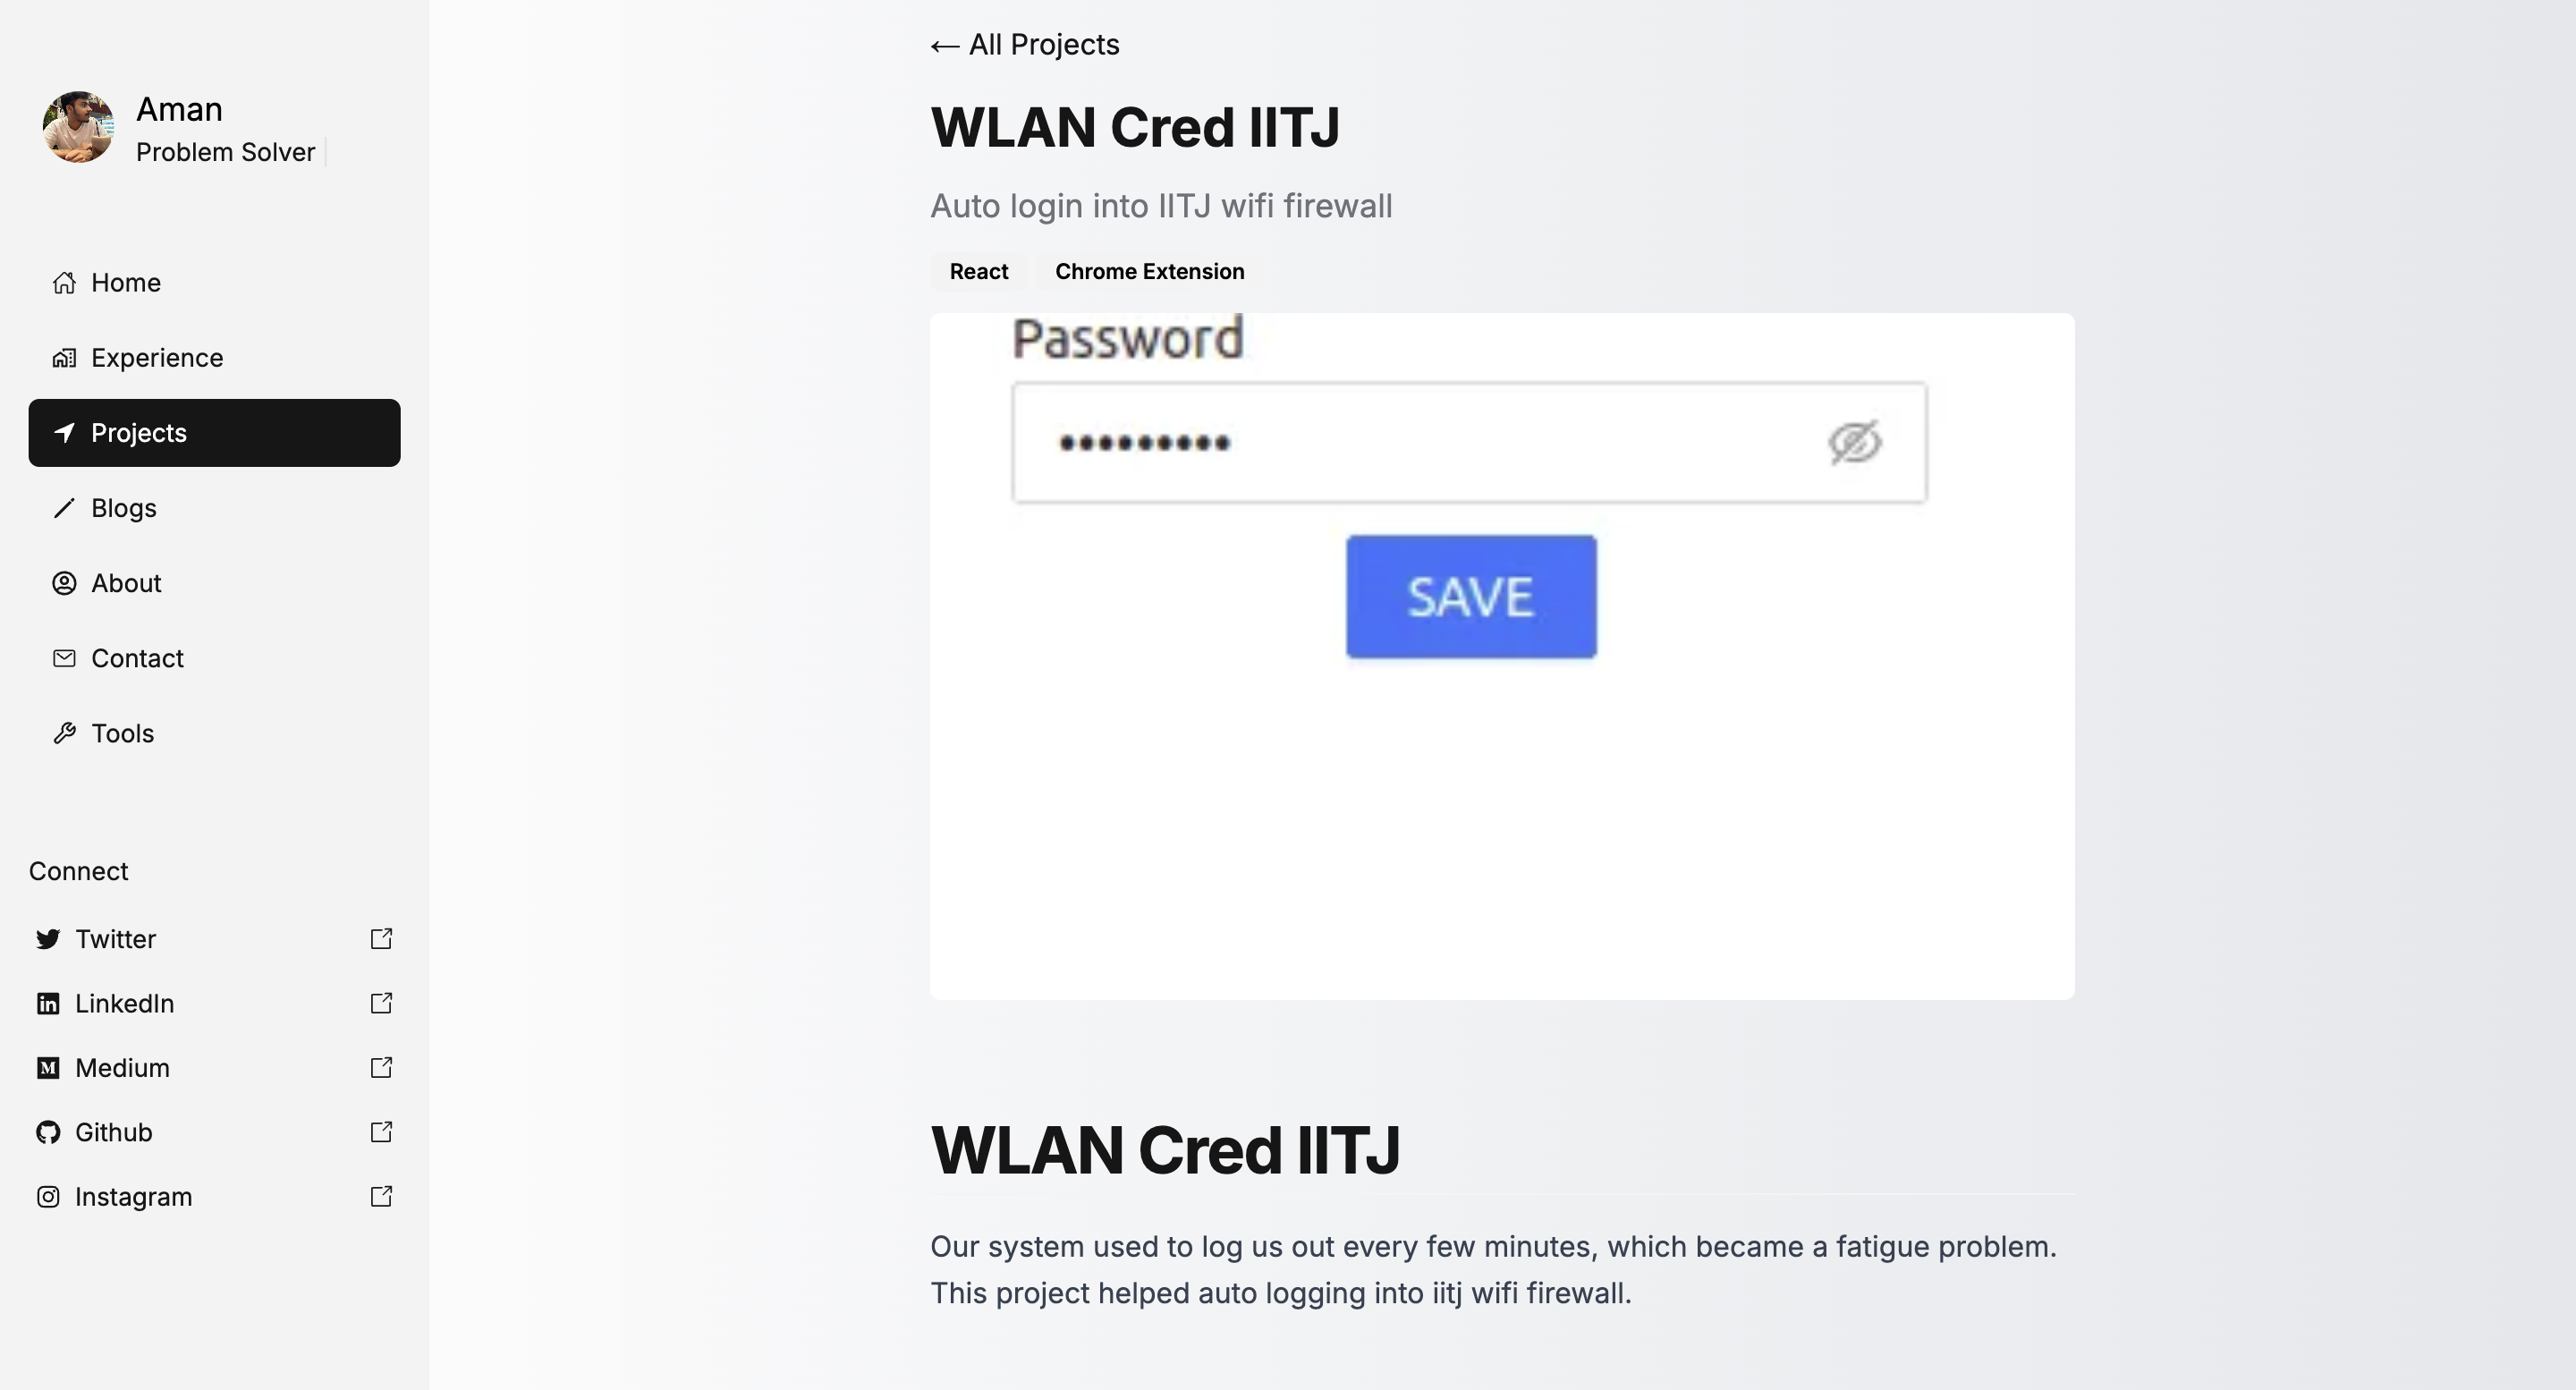 Aman
Problem Solver
Home
Experience
Projects
Blogs
About
Contact
Tools
Connect
Twitter
LinkedIn
Medium
Github
Instagram
← All Projects
WLAN Cred IITJ
Auto login into IITJ wifi firewall
React Chrome Extension
Password
•••••••••
SAVE
WLAN Cred IITJ
Our system used to log us out every few minutes, which became a fatigue problem.
This project helped auto logging into iitj wifi firewall.